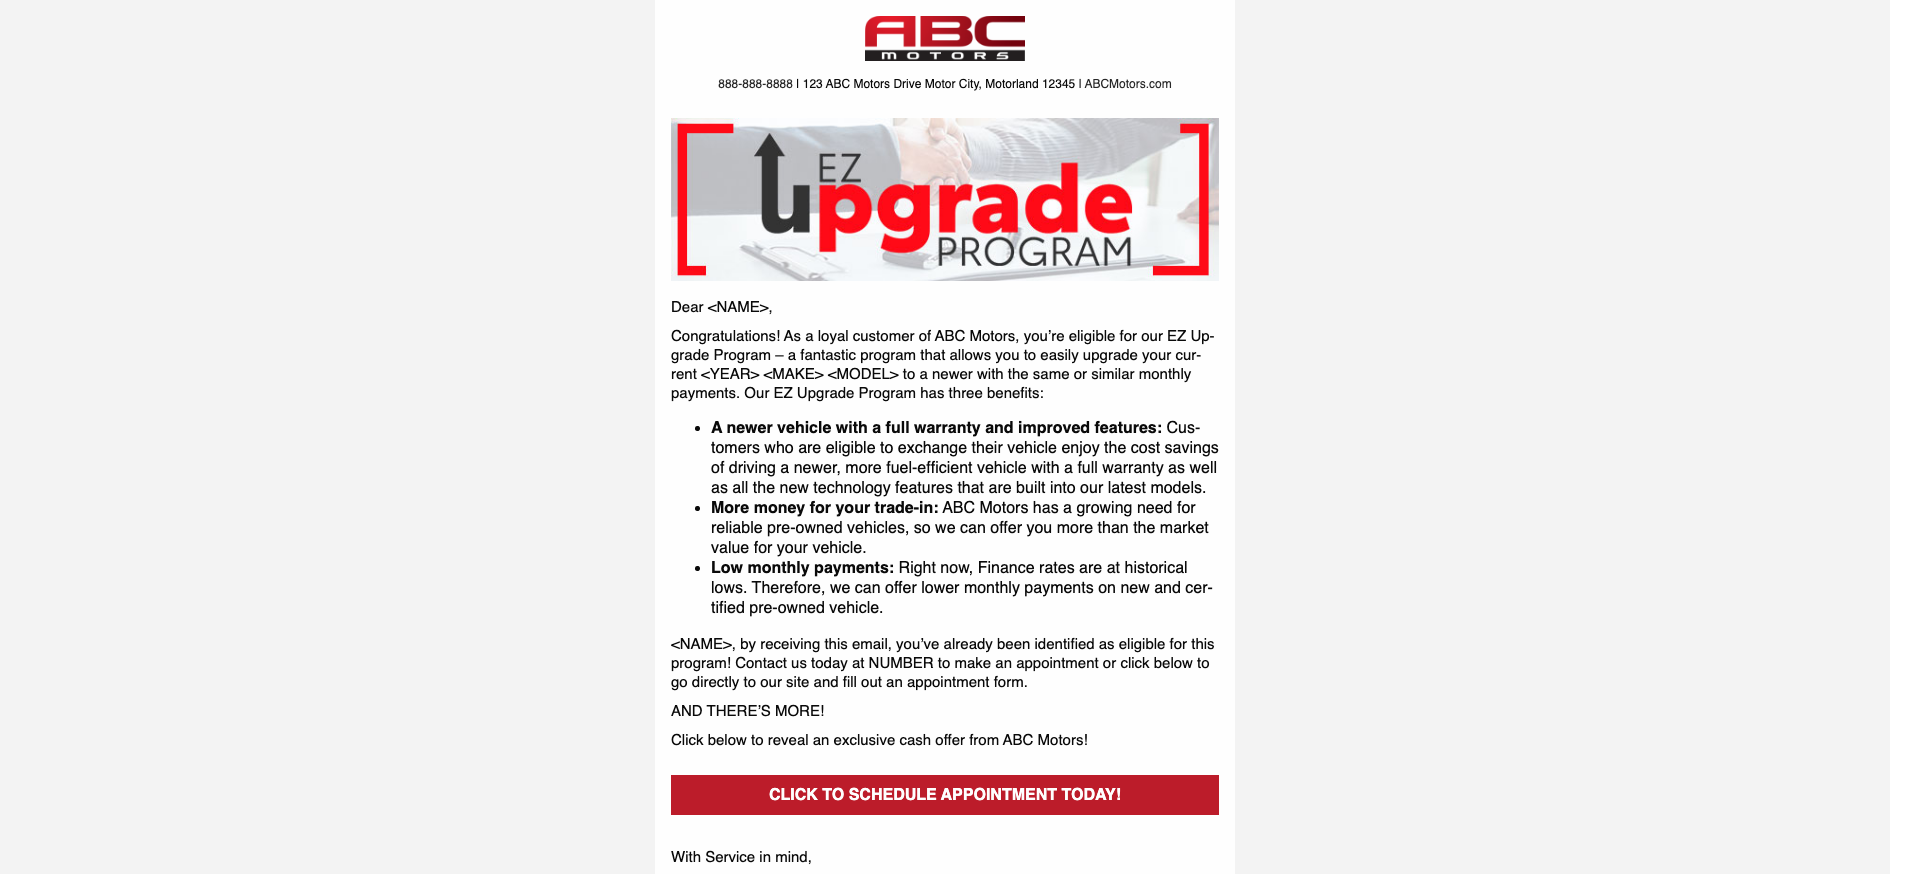 ABC
MOTORS
888-888-8888 | 123 ABC Motors Drive Motor City, Motorland 12345 | ABCMotors.com
EZ
upgrade
PROGRAM
Dear <NAME>,
Congratulations! As a loyal customer of ABC Motors, you’re eligible for our EZ Up-
grade Program – a fantastic program that allows you to easily upgrade your cur-
rent <YEAR> <MAKE> <MODEL> to a newer with the same or similar monthly
payments. Our EZ Upgrade Program has three benefits:
• A newer vehicle with a full warranty and improved features: Cus-
tomers who are eligible to exchange their vehicle enjoy the cost savings
of driving a newer, more fuel-efficient vehicle with a full warranty as well
as all the new technology features that are built into our latest models.
• More money for your trade-in: ABC Motors has a growing need for
reliable pre-owned vehicles, so we can offer you more than the market
value for your vehicle.
• Low monthly payments: Right now, Finance rates are at historical
lows. Therefore, we can offer lower monthly payments on new and cer-
tified pre-owned vehicle.
<NAME>, by receiving this email, you’ve already been identified as eligible for this
program! Contact us today at NUMBER to make an appointment or click below to
go directly to our site and fill out an appointment form.
AND THERE’S MORE!
Click below to reveal an exclusive cash offer from ABC Motors!
CLICK TO SCHEDULE APPOINTMENT TODAY!
With Service in mind,